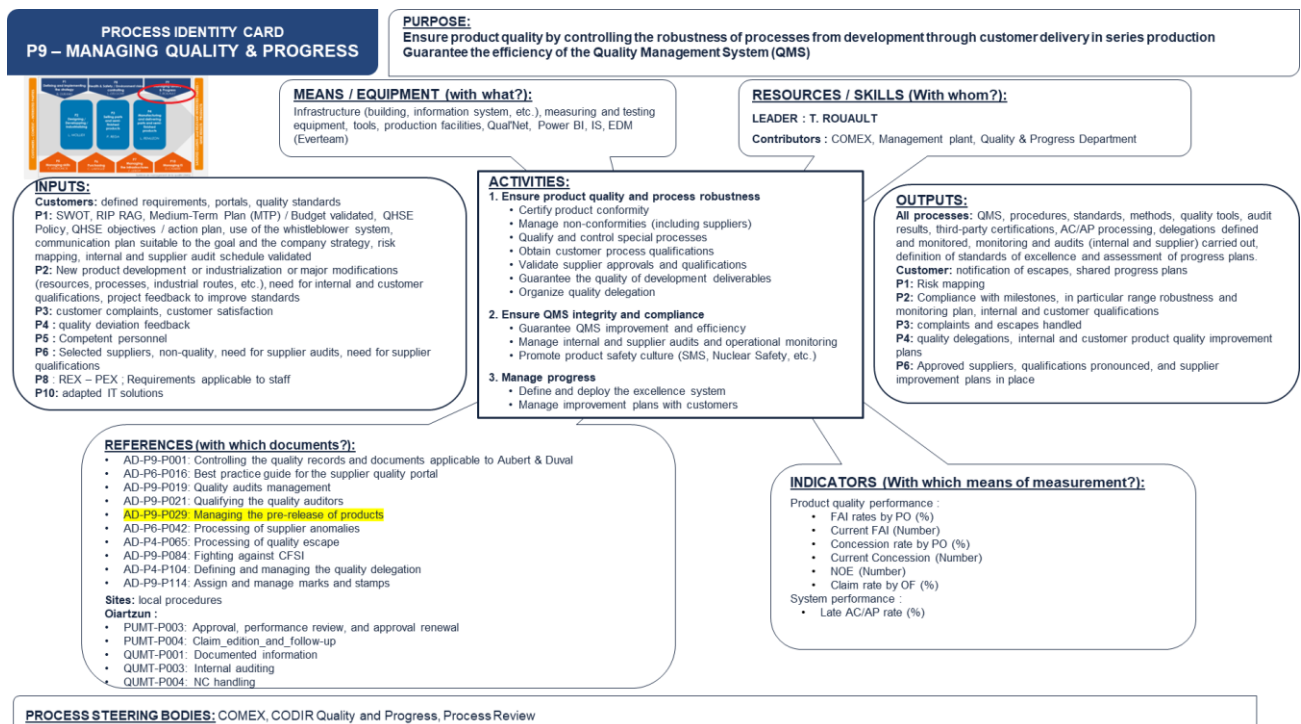 PROCESS IDENTITY CARD
P9 – MANAGING QUALITY & PROGRESS
PURPOSE:
Ensure product quality by controlling the robustness of processes from development through customer delivery in series production
Guarantee the efficiency of the Quality Management System (QMS)
MEANS / EQUIPMENT (with what?):
Infrastructure (building, information system, etc.), measuring and testing
equipment, tools, production facilities, Qual'Net, Power BI, IS, EDM
(Everteam)
RESOURCES / SKILLS (With whom?):
LEADER : T. ROUAULT
Contributors : COMEX, Management plant, Quality & Progress Department
INPUTS:
Customers: defined requirements, portals, quality standards
P1: SWOT, RIP RAG, Medium-Term Plan (MTP) / Budget validated, QHSE
Policy, QHSE objectives / action plan, use of the whistleblower system,
communication plan suitable to the goal and the company strategy, risk
mapping, internal and supplier audit schedule validated
P2: New product development or industrialization or major modifications
(resources, processes, industrial routes, etc.), need for internal and customer
qualifications, project feedback to improve standards
P3: customer complaints, customer satisfaction
P4 : quality deviation feedback
P5 : Competent personnel
P6 : Selected suppliers, non-quality, need for supplier audits, need for supplier
qualifications
P8 : REX – PEX ; Requirements applicable to staff
P10: adapted IT solutions
ACTIVITIES:
1. Ensure product quality and process robustness
• Certify product conformity
• Manage non-conformities (including suppliers)
• Qualify and control special processes
• Obtain customer process qualifications
• Validate supplier approvals and qualifications
• Guarantee the quality of development deliverables
• Organize quality delegation
2. Ensure QMS integrity and compliance
• Guarantee QMS improvement and efficiency
• Manage internal and supplier audits and operational monitoring
• Promote product safety culture (SMS, Nuclear Safety, etc.)
3. Manage progress
• Define and deploy the excellence system
• Manage improvement plans with customers
OUTPUTS:
All processes: QMS, procedures, standards, methods, quality tools, audit
results, third-party certifications, AC/AP processing, delegations defined
and monitored, monitoring and audits (internal and supplier) carried out,
definition of standards of excellence and assessment of progress plans.
Customer: notification of escapes, shared progress plans
P1: Risk mapping
P2: Compliance with milestones, in particular range robustness and
monitoring plan, internal and customer qualifications
P3: complaints and escapes handled
P4: quality delegations, internal and customer product quality improvement
plans
P6: Approved suppliers, qualifications pronounced, and supplier
improvement plans in place
REFERENCES (with which documents?):
• AD-P9-P001: Controlling the quality records and documents applicable to Aubert & Duval
• AD-P6-P016: Best practice guide for the supplier quality portal
• AD-P9-P019: Quality audits management
• AD-P9-P021: Qualifying the quality auditors
• AD-P9-P029: Managing the pre-release of products
• AD-P6-P042: Processing of supplier anomalies
• AD-P4-P065: Processing of quality escape
• AD-P9-P084: Fighting against CFSI
• AD-P4-P104: Defining and managing the quality delegation
• AD-P9-P114: Assign and manage marks and stamps
Sites: local procedures
Oiartzun :
• PUMT-P003: Approval, performance review, and approval renewal
• PUMT-P004: Claim_edition_and_follow-up
• QUMT-P001: Documented information
• QUMT-P003: Internal auditing
• QUMT-P004: NC handling
INDICATORS (With which means of measurement?):
Product quality performance :
• FAI rates by PO (%)
• Current FAI (Number)
• Concession rate by PO (%)
• Current Concession (Number)
• NOE (Number)
• Claim rate by OF (%)
System performance :
• Late AC/AP rate (%)
PROCESS STEERING BODIES: COMEX, CODIR Quality and Progress, Process Review